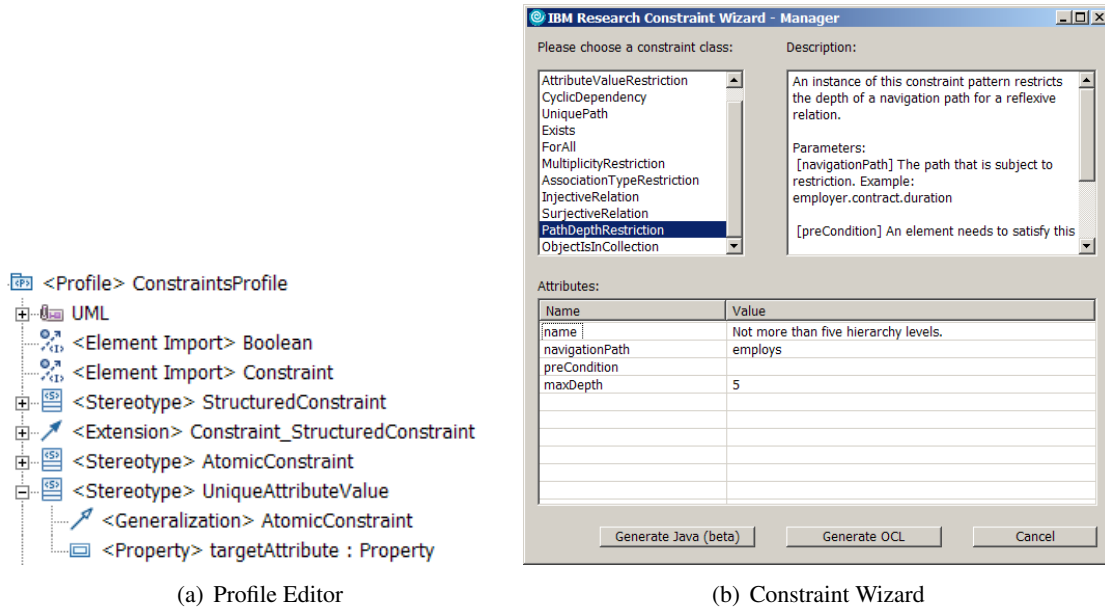 <Profile> ConstraintsProfile
UML
<Element Import> Boolean
<Element Import> Constraint
<Stereotype> StructuredConstraint
<Extension> Constraint_StructuredConstraint
<Stereotype> AtomicConstraint
<Stereotype> UniqueAttributeValue
<Generalization> AtomicConstraint
<Property> targetAttribute : Property
(a) Profile Editor
IBM Research Constraint Wizard - Manager
Please choose a constraint class:
AttributeValueRestriction
CyclicDependency
UniquePath
Exists
ForAll
MultiplicityRestriction
AssociationTypeRestriction
InjectiveRelation
SurjectiveRelation
PathDepthRestriction
ObjectIsInCollection
Description:
An instance of this constraint pattern restricts
the depth of a navigation path for a reflexive
relation.
Parameters:
[navigationPath] The path that is subject to
restriction. Example:
employer.contract.duration
[preCondition] An element needs to satisfy this
Attributes:
Name Value
name Not more than five hierarchy levels.
navigationPath employs
preCondition
maxDepth 5
Generate Java (beta) Generate OCL Cancel
(b) Constraint Wizard